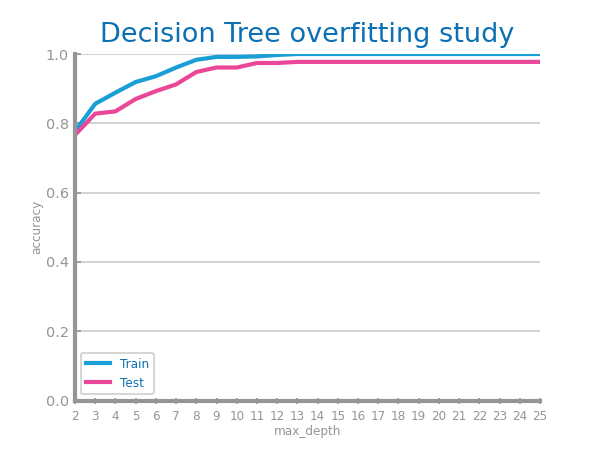 Decision Tree overfitting study
1.0
0.8
0.6
0.4
0.2
0.0
accuracy
Train
Test
2 3 4 5 6 7 8 9 10 11 12 13 14 15 16 17 18 19 20 21 22 23 24 25
max_depth